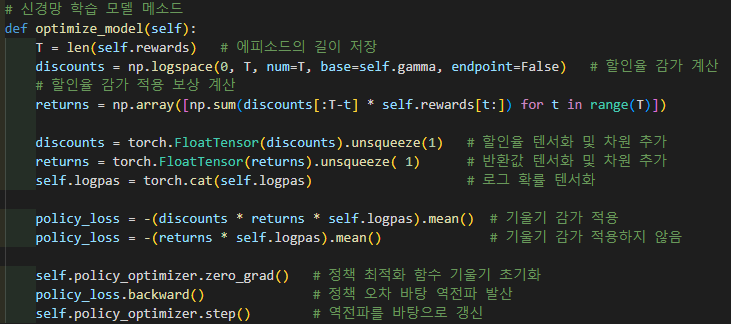 # 신경망 학습 모델 메소드
def optimize_model(self):
    T = len(self.rewards)   # 에피소드의 길이 저장
    discounts = np.logspace(0, T, num=T, base=self.gamma, endpoint=False)   # 할인율 감가 계산
    # 할인율 감가 적용 보상 계산
    returns = np.array([np.sum(discounts[:T-t] * self.rewards[t:]) for t in range(T)])

    discounts = torch.FloatTensor(discounts).unsqueeze(1)   # 할인율 텐서화 및 차원 추가
    returns = torch.FloatTensor(returns).unsqueeze( 1)      # 반환값 텐서화 및 차원 추가
    self.logpas = torch.cat(self.logpas)                    # 로그 확률 텐서화

    policy_loss = -(discounts * returns * self.logpas).mean()  # 기울기 감가 적용
    policy_loss = -(returns * self.logpas).mean()              # 기울기 감가 적용하지 않음

    self.policy_optimizer.zero_grad()   # 정책 최적화 함수 기울기 초기화
    policy_loss.backward()              # 정책 오차 바탕 역전파 발산
    self.policy_optimizer.step()        # 역전파를 바탕으로 갱신